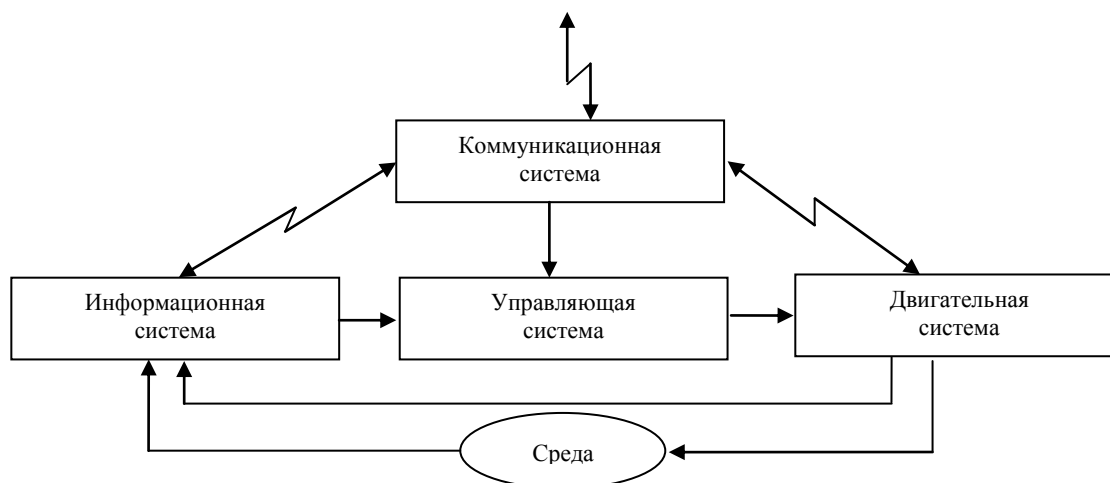 Коммуникационная
система
Информационная
система
Управляющая
система
Двигательная
система
Среда